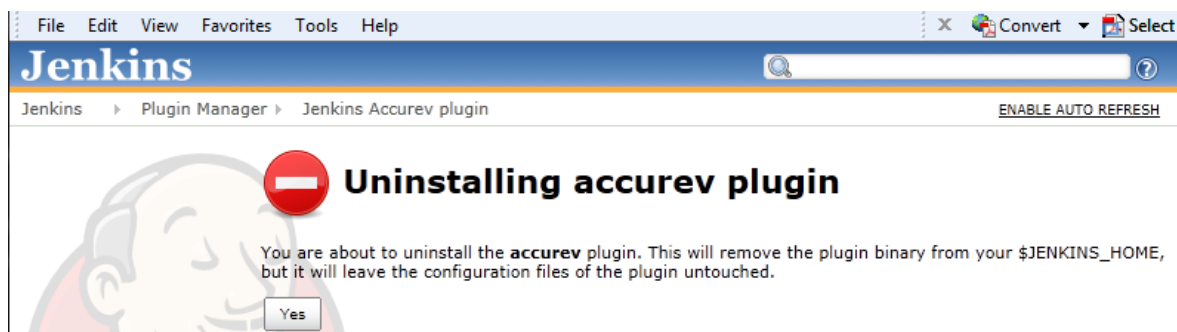 File Edit View Favorites Tools Help x Convert Select
Jenkins ?
Jenkins Plugin Manager Jenkins Accurev plugin ENABLE AUTO REFRESH
Uninstalling accurev plugin
You are about to uninstall the accurev plugin. This will remove the plugin binary from your $JENKINS_HOME,
but it will leave the configuration files of the plugin untouched.
Yes